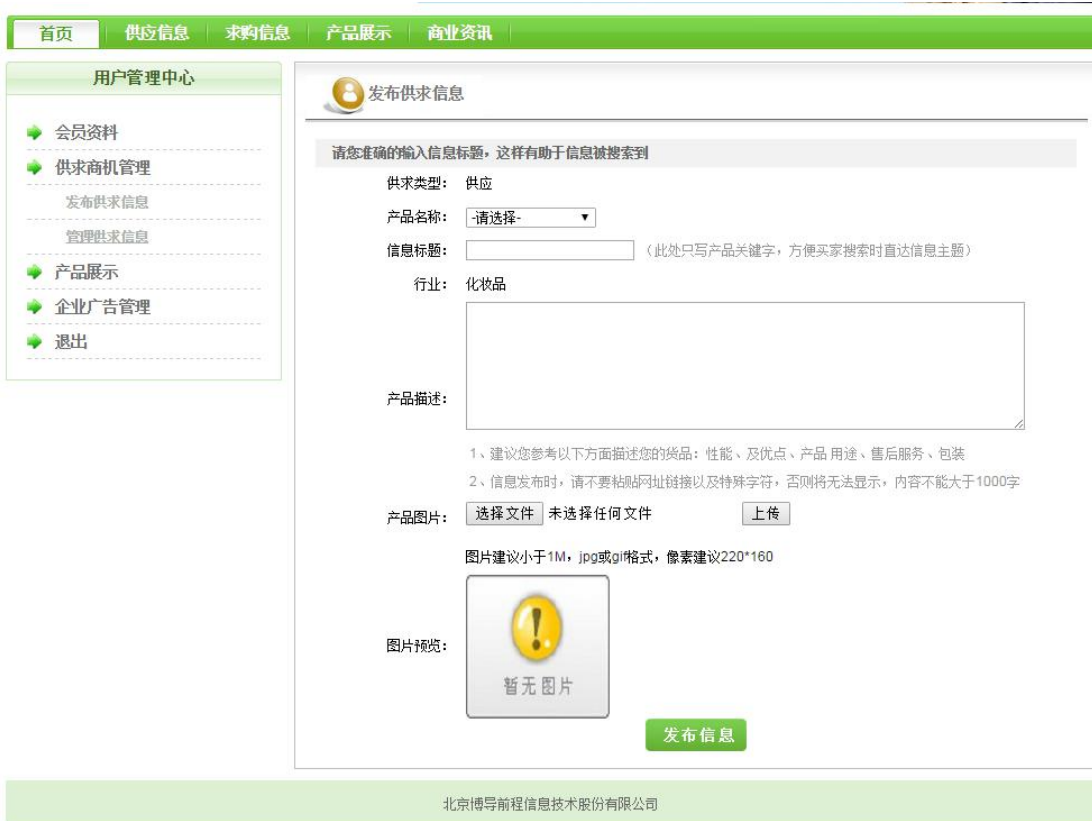 首页 供应信息 求购信息 产品展示 商业资讯
用户管理中心
会员资料
供求商机管理
发布供求信息
管理供求信息
产品展示
企业广告管理
退出
发布供求信息
请您准确的输入信息标题，这样有助于信息被搜索到
供求类型： 供应
产品名称： -请选择-
信息标题： （此处只写产品关键字，方便买家搜索时直达信息主题）
行业： 化妆品
产品描述：
1、建议您参考以下方面描述您的货品：性能、及优点、产品 用途、售后服务、包装
2、信息发布时，请不要粘贴网址链接以及特殊字符，否则将无法显示，内容不能大于1000字
产品图片： 选择文件 未选择任何文件 上传
图片建议小于1M，jpg或gif格式，像素建议220*160
图片预览：
暂无图片
发布信息
北京博导前程信息技术股份有限公司